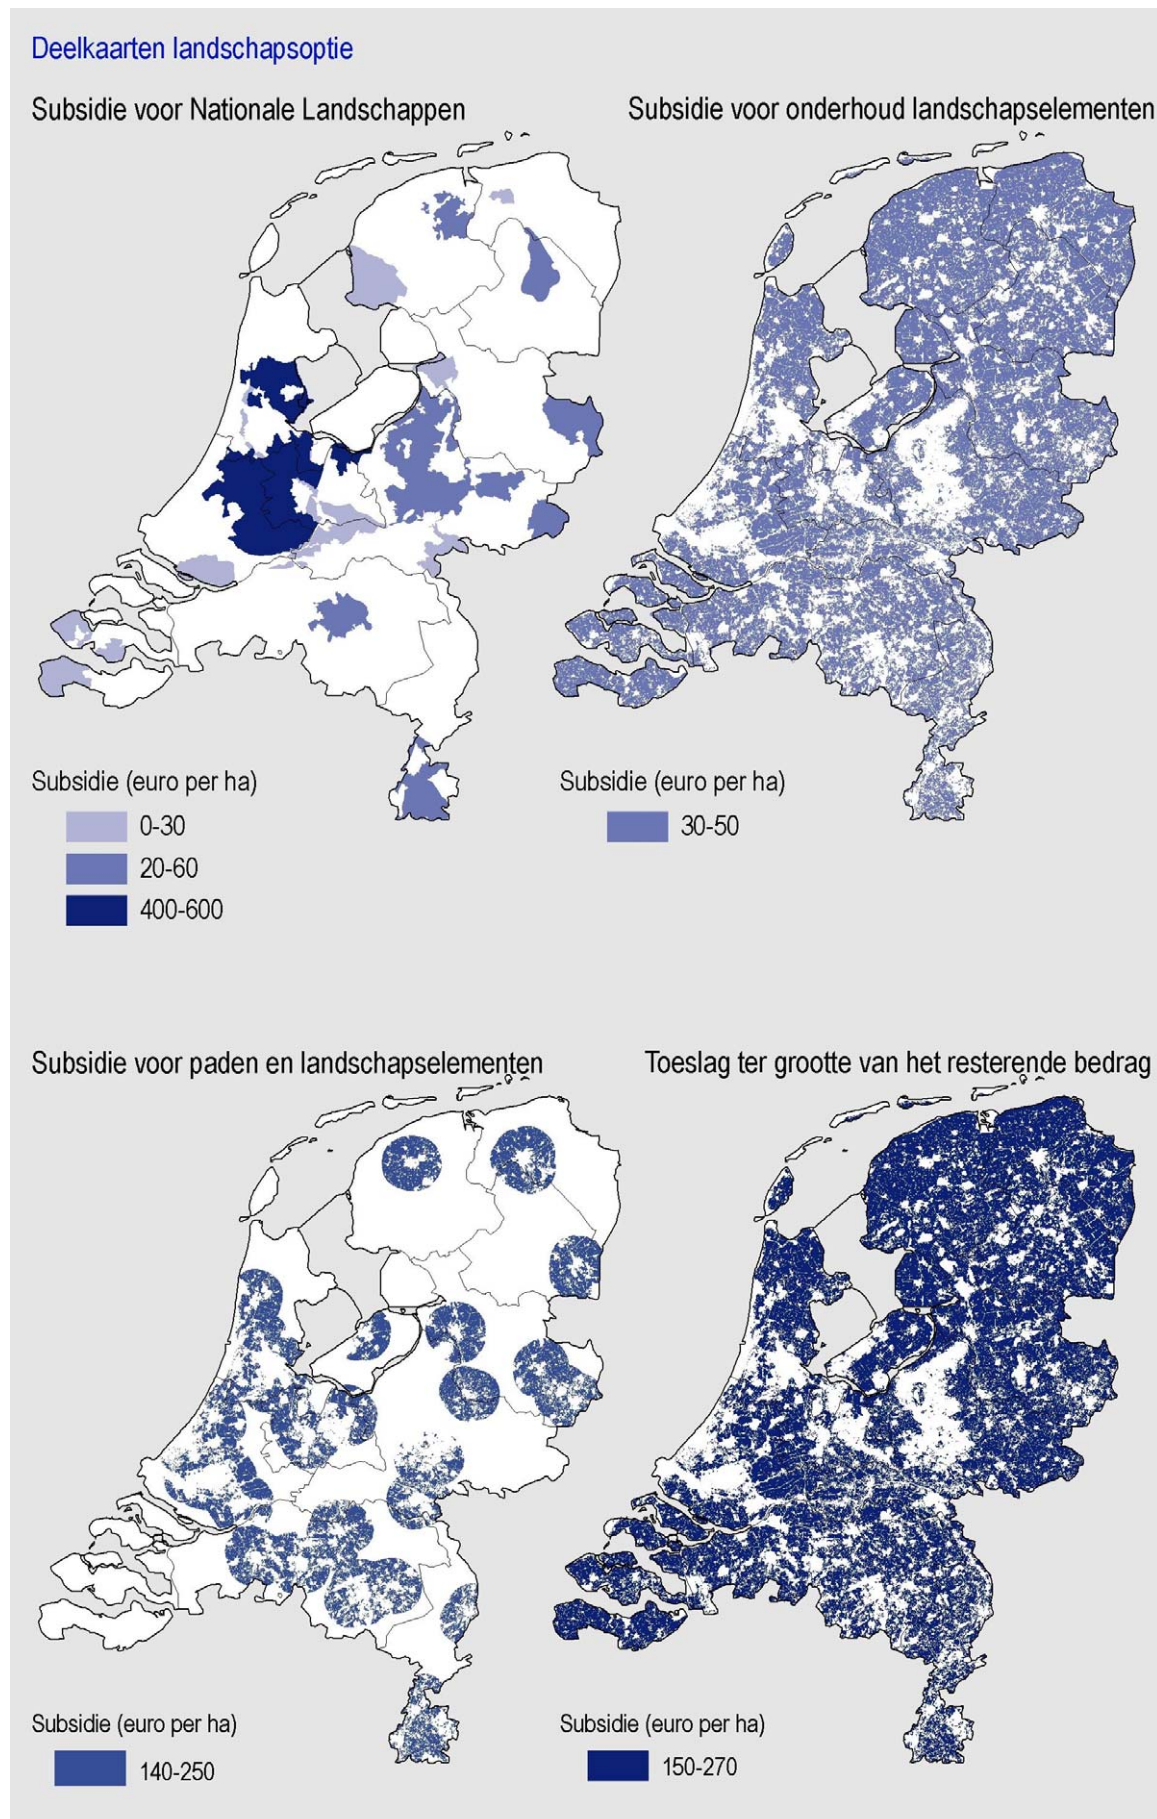 Deelkaarten landschapsoptie
Subsidie voor Nationale Landschappen
Subsidie voor onderhoud landschapselementen
Subsidie (euro per ha)
0-30
20-60
400-600
Subsidie (euro per ha)
30-50
Subsidie voor paden en landschapselementen
Toeslag ter grootte van het resterende bedrag
Subsidie (euro per ha)
140-250
Subsidie (euro per ha)
150-270